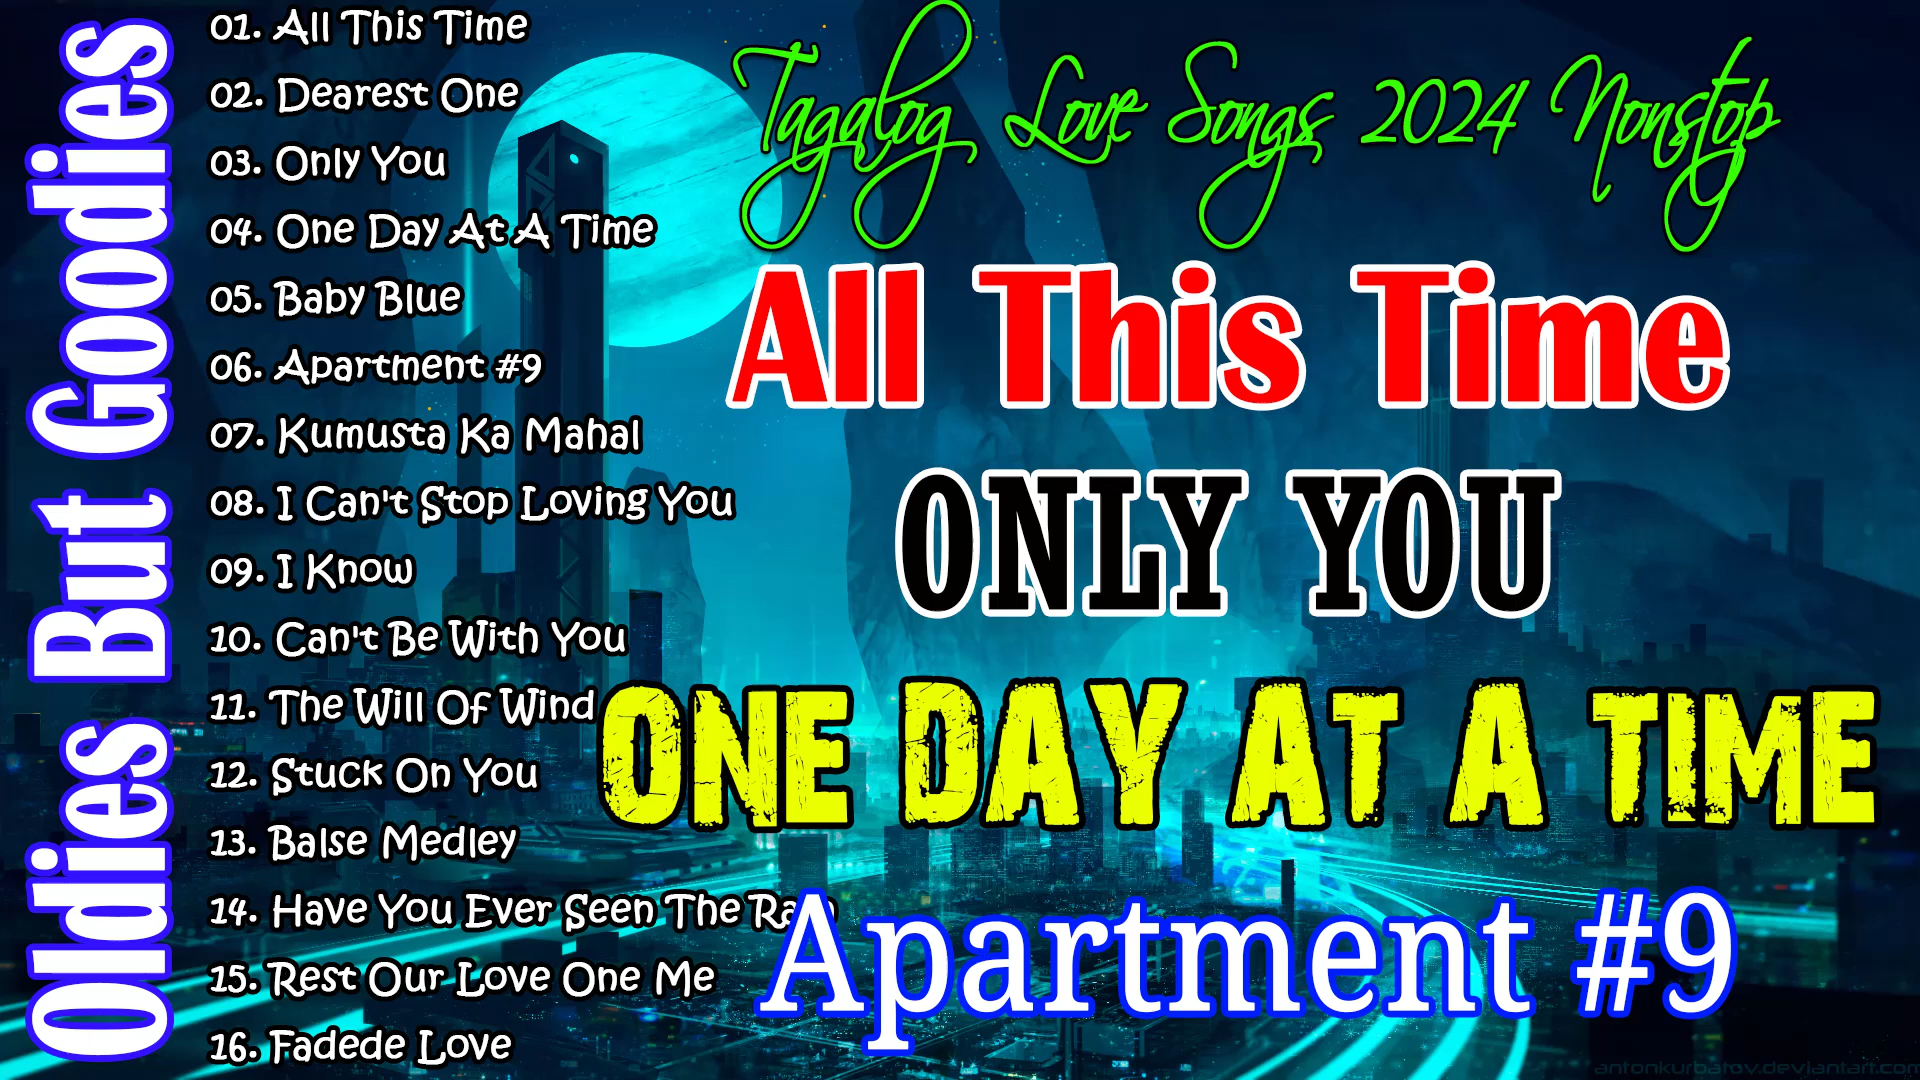 Oldies But Goodies
01. All This Time
02. Dearest One
03. Only You
04. One Day At A Time
05. Baby Blue
06. Apartment #9
07. Kumusta Ka Mahal
08. I Can't Stop Loving You
09. I Know
10. Can't Be With You
11. The Will Of Wind
12. Stuck On You
13. Balse Medley
14. Have You Ever Seen The
15. Rest Our Love One Me
16. Fadede Love
Tagalog Love Songs 2024 Nonstop
All This Time
ONLY YOU
ONE DAY AT A TIME
Apartment #9
antonkurbatov.deviantart.com